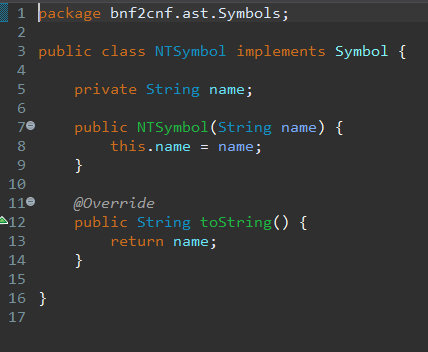 1 package bnf2cnf.ast.Symbols;
2
3 public class NTSymbol implements Symbol {
4
5     private String name;
6
7     public NTSymbol(String name) {
8         this.name = name;
9     }
10
11     @Override
12     public String toString() {
13         return name;
14     }
15
16 }
17